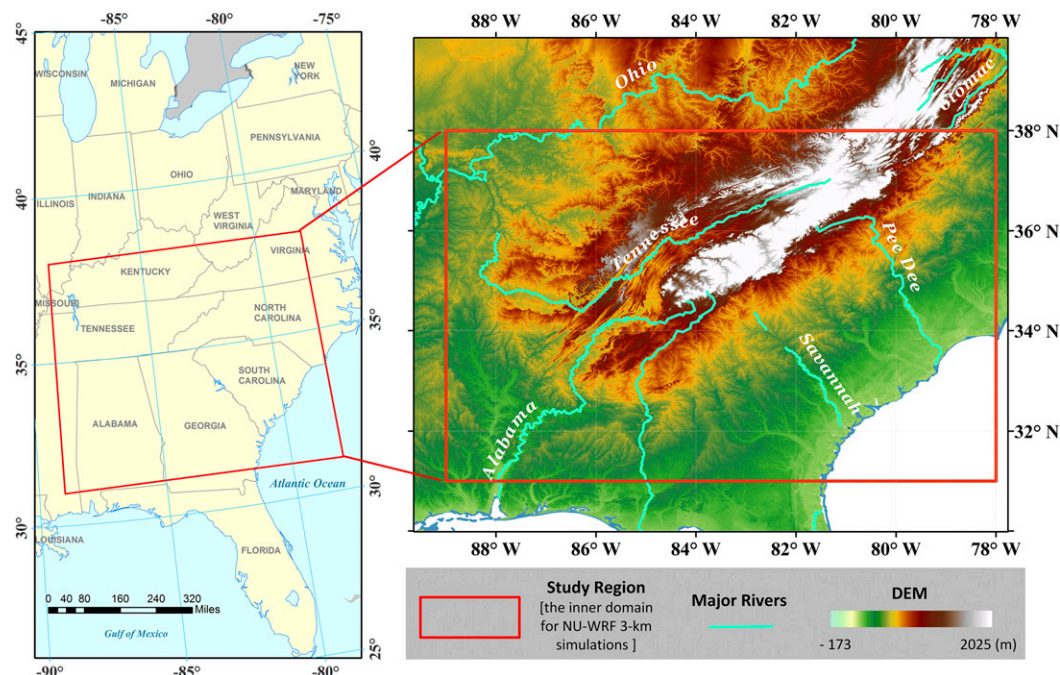 -85°
-80°
-75°
45°
WISCONSIN
MICHIGAN
NEW
YORK
PENNSYLVANIA
40°
OHIO
40°
INDIANA
MARYLAND
ILLINOIS
WEST
VIRGINIA
VIRGINIA
KENTUCKY
MISSOURI
NORTH
CAROLINA
TENNESSEE
35°
35°
SOUTH
CAROLINA
ALABAMA
GEORGIA
Atlantic Ocean
30°
30°
LOUISIANA
FLORIDA
0 40 80 160 240 320
Miles
Gulf of Mexico
25°
-90°
-85°
-80°
88° W
86° W
84° W
82° W
80° W
78° W
Ohio
38° N
Tennessee
36° N
Pee Dee
34° N
Savannah
Alabama
32° N
88° W
86° W
84° W
82° W
80° W
78° W
Study Region
[the inner domain
for NU-WRF 3-km
simulations ]
Major Rivers
DEM
- 173
2025 (m)